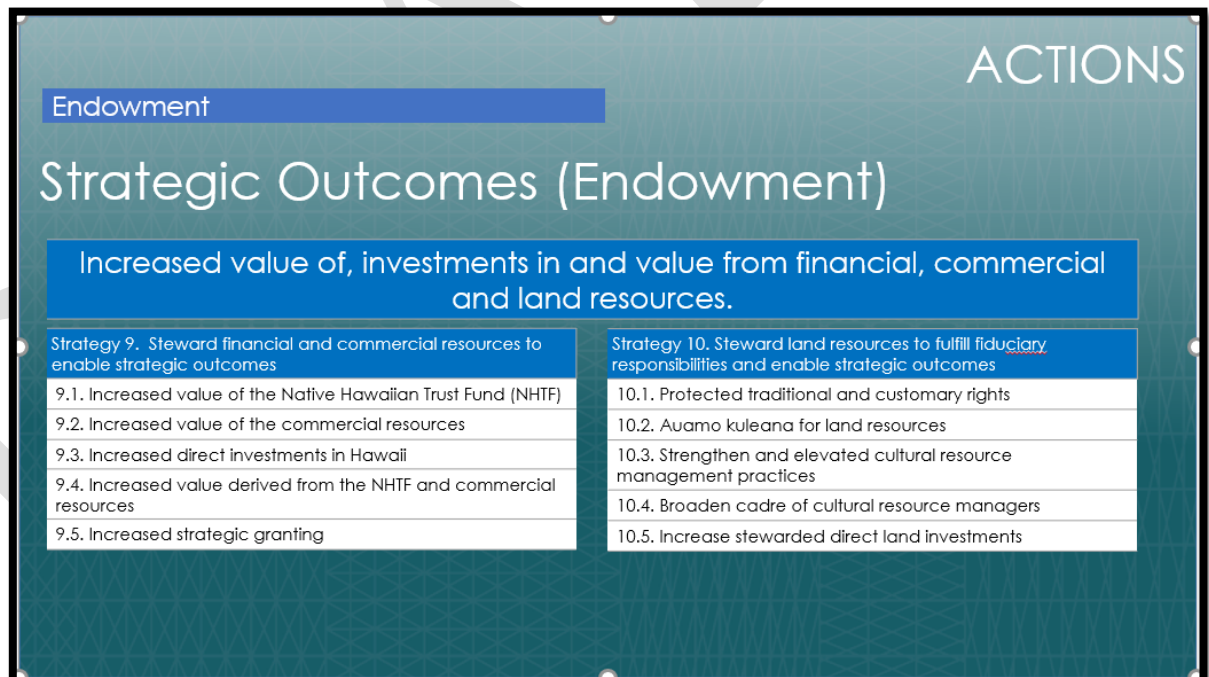 ACTIONS
Endowment
Strategic Outcomes (Endowment)
Increased value of, investments in and value from financial, commercial
and land resources.
Strategy 9. Steward financial and commercial resources to
enable strategic outcomes
9.1. Increased value of the Native Hawaiian Trust Fund (NHTF)
9.2. Increased value of the commercial resources
9.3. Increased direct investments in Hawaii
9.4. Increased value derived from the NHTF and commercial
resources
9.5. Increased strategic granting
Strategy 10. Steward land resources to fulfill fiduciary
responsibilities and enable strategic outcomes
10.1. Protected traditional and customary rights
10.2. Auamo kuleana for land resources
10.3. Strengthen and elevated cultural resource
management practices
10.4. Broaden cadre of cultural resource managers
10.5. Increase stewarded direct land investments